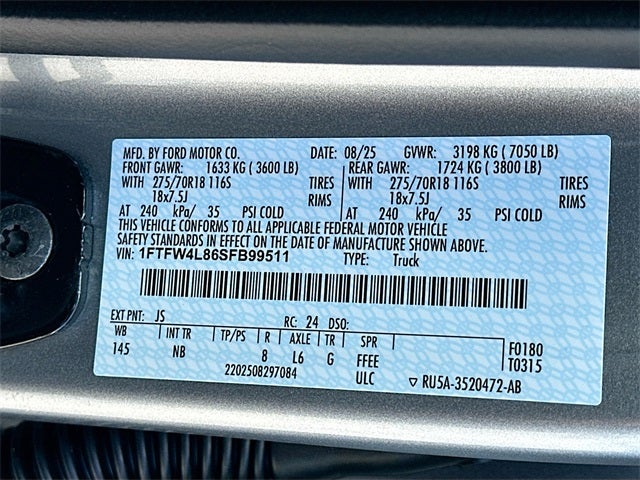 MFD. BY FORD MOTOR CO. DATE: 08/25 GVWR: 3198 KG ( 7050 LB)
FRONT GAWR: 1633 KG ( 3600 LB) REAR GAWR: 1724 KG ( 3800 LB)
WITH 275/70R18 116S TIRES WITH 275/70R18 116S TIRES
18x7.5J RIMS 18x7.5J RIMS
AT 240 kPa/ 35 PSI COLD AT 240 kPa/ 35 PSI COLD
THIS VEHICLE CONFORMS TO ALL APPLICABLE FEDERAL MOTOR VEHICLE
SAFETY STANDARDS IN EFFECT ON THE DATE OF MANUFACTURE SHOWN ABOVE.
VIN: 1FTFW4L86SFB99511 TYPE: Truck
EXT PNT: JS RC: 24 DSO:
WB INT TR TP/PS R AXLE TR SPR F0180
145 NB 8 L6 G FFEE T0315
2202508297084 ULC ▽ RU5A-3520472-AB